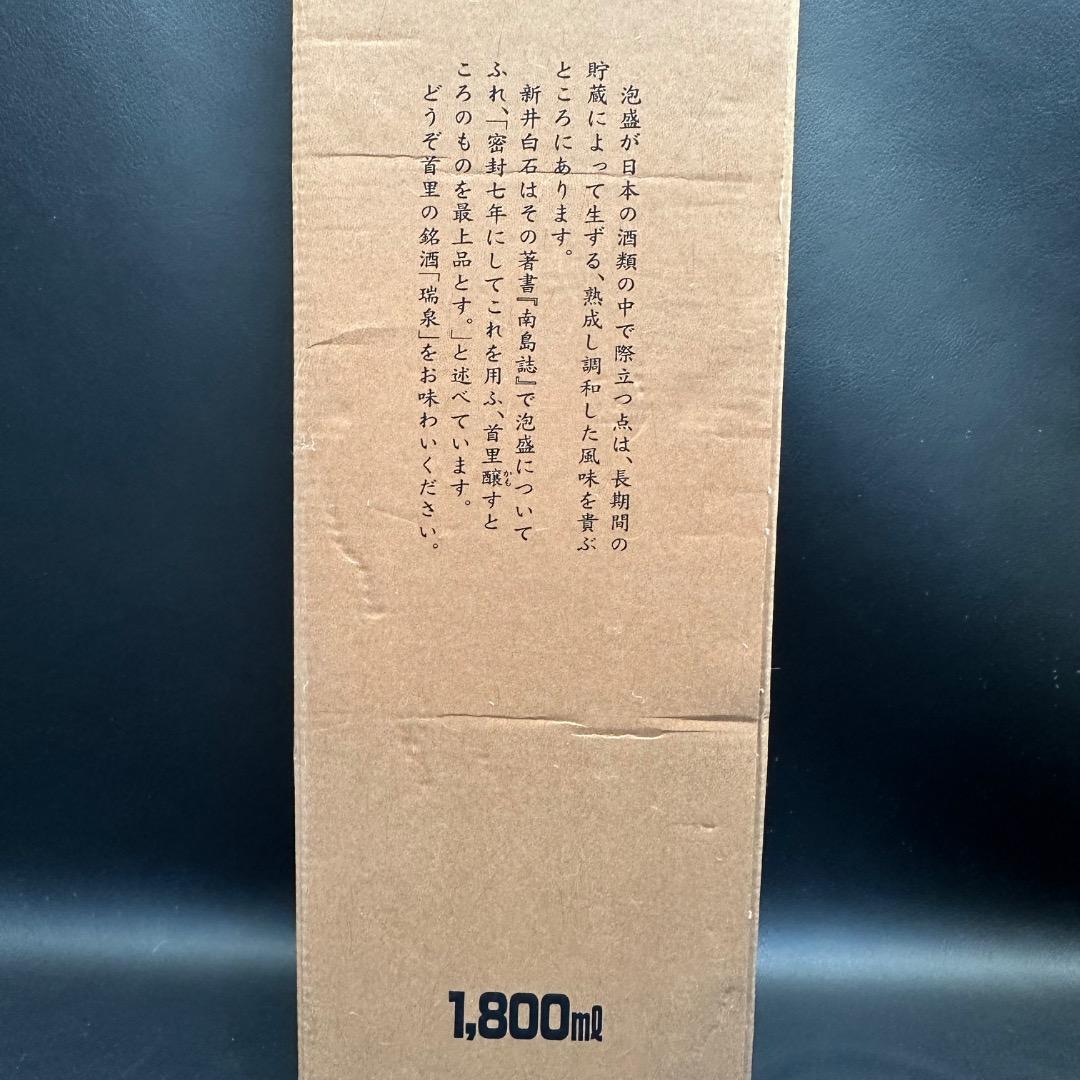 泡盛が日本の酒類の中で際立つ点は、長期間の
貯蔵によって生ずる、熟成し調和した風味を貴ぶ
ところにあります。
新井白石はその著書『南島誌』で泡盛について
ふれ、「密封七年にしてこれを用ふ、首里醸すと
かも
ころのものを最上品とす。」と述べています。
どうぞ首里の銘酒「瑞泉」をお味わいください。
1,800ml